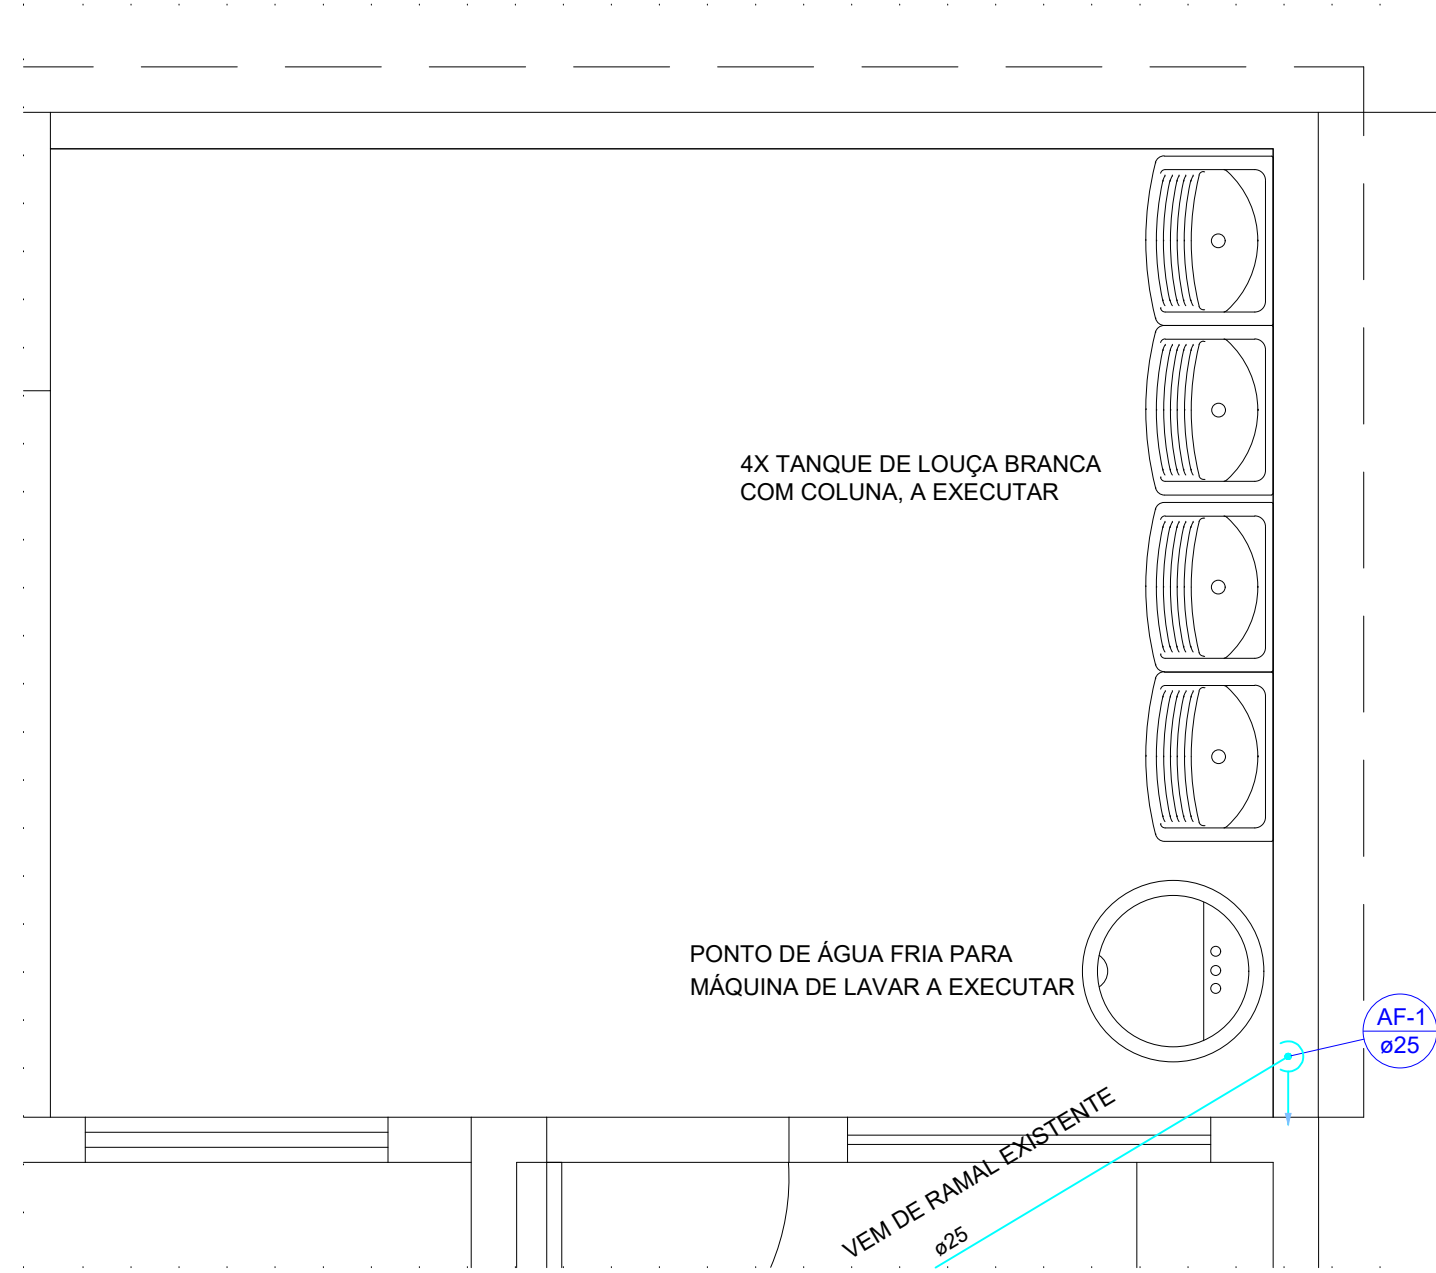 4X TANQUE DE LOUÇA BRANCA
COM COLUNA, A EXECUTAR
PONTO DE ÁGUA FRIA PARA
MÁQUINA DE LAVAR A EXECUTAR
AF-1
ø25
VEM DE RAMAL EXISTENTE
ø25